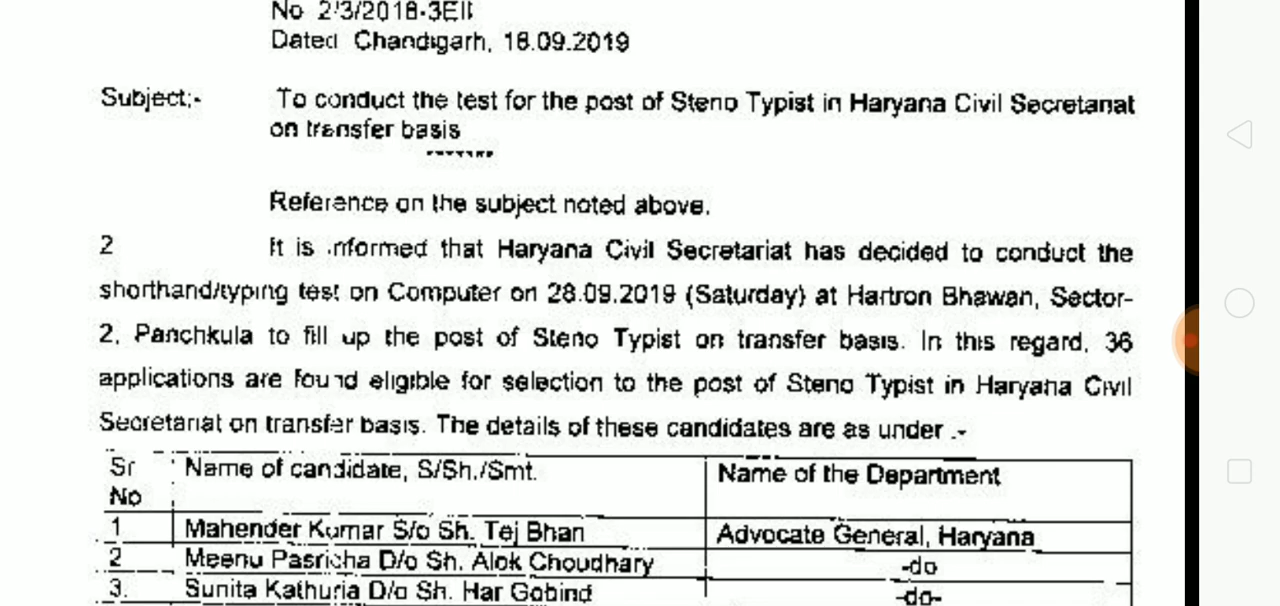 No 2/3/2018-3EII
Dated Chandigarh, 18.09.2019
Subject:- To conduct the test for the post of Steno Typist in Haryana Civil Secretariat
on transfer basis
*******
Reference on the subject noted above.
2 It is informed that Haryana Civil Secretariat has decided to conduct the
shorthand/typing test on Computer on 28.09.2019 (Saturday) at Hartron Bhawan, Sector-
2, Panchkula to fill up the post of Steno Typist on transfer basis. In this regard, 36
applications are found eligible for selection to the post of Steno Typist in Haryana Civil
Secretariat on transfer basis. The details of these candidates are as under :-
Sr No Name of candidate, S/Sh./Smt. Name of the Department
1 Mahender Kumar S/o Sh. Tej Bhan Advocate General, Haryana
2 Meenu Pasricha D/o Sh. Alok Choudhary -do
3. Sunita Kathuria D/o Sh. Har Gobind -do-